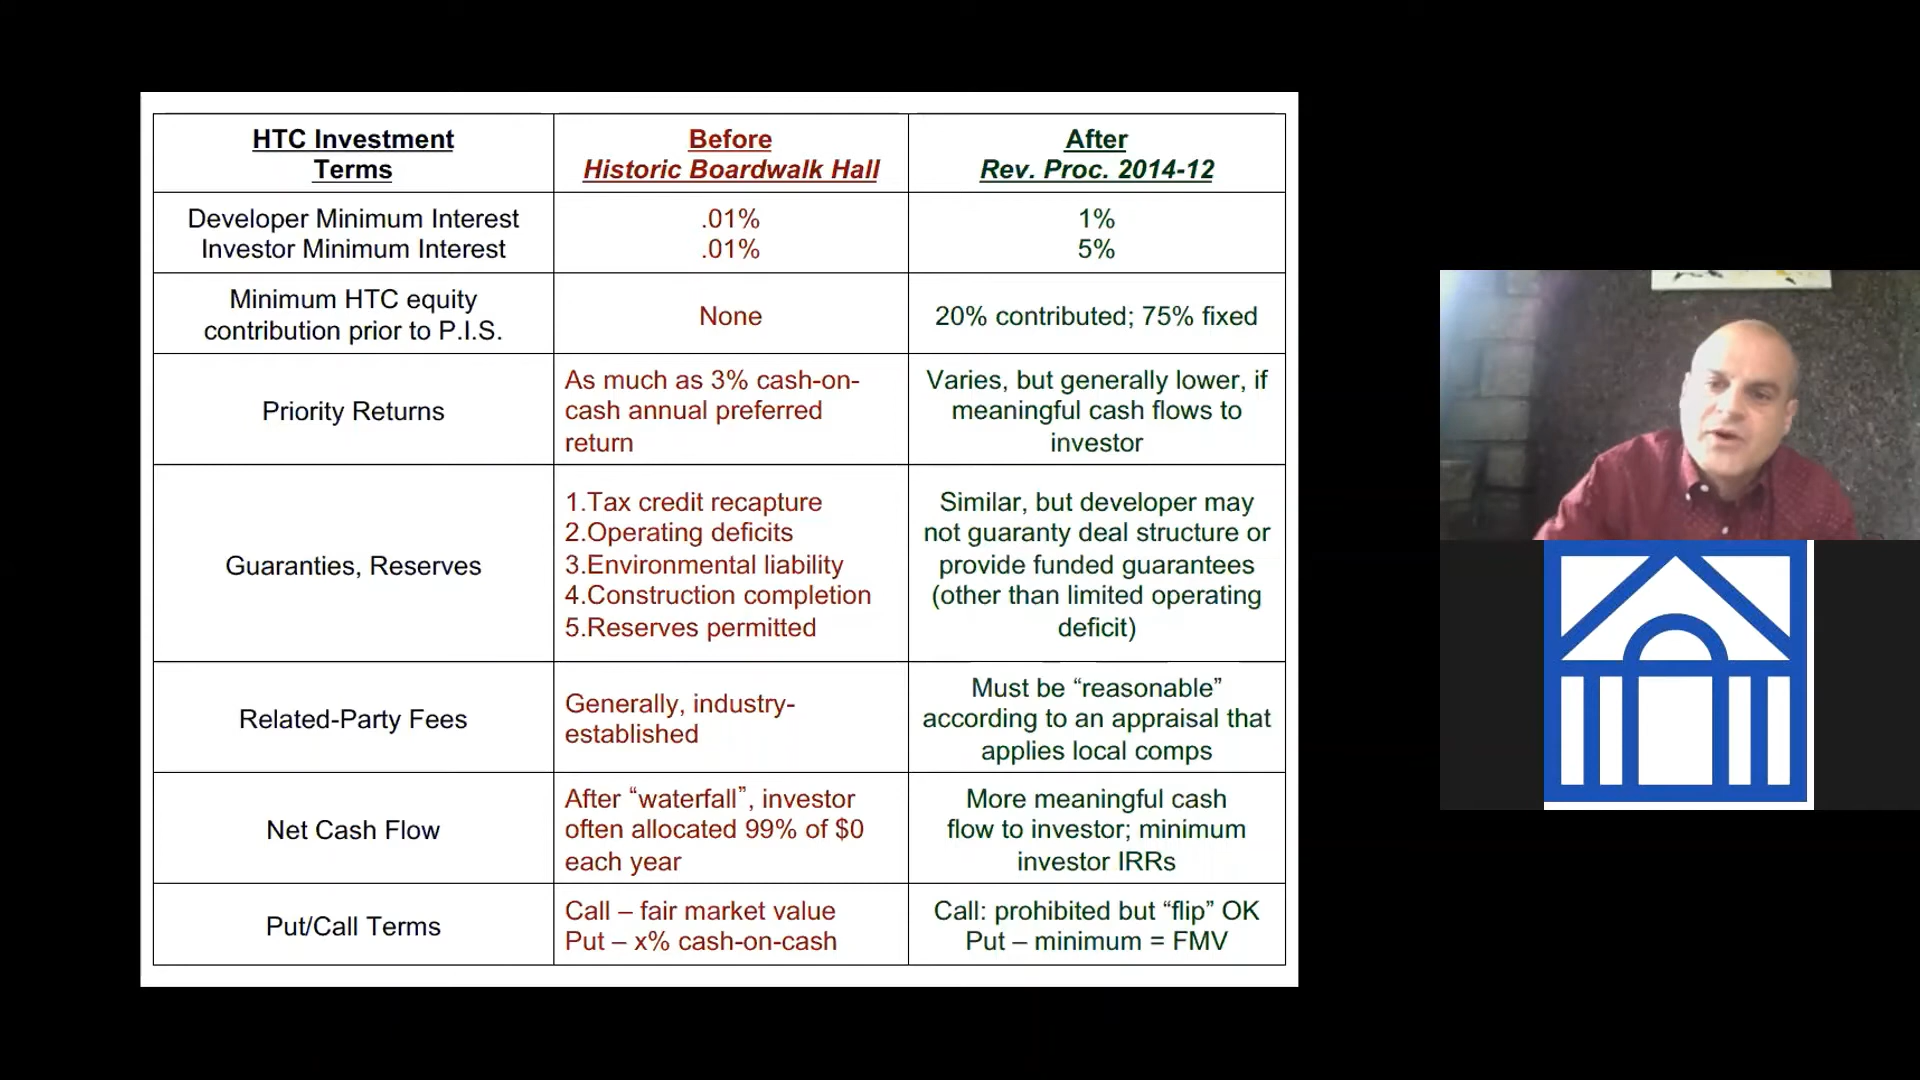 HTC Investment
Terms
Before
Historic Boardwalk Hall
After
Rev. Proc. 2014-12
Developer Minimum Interest
Investor Minimum Interest
.01%
.01%
1%
5%
Minimum HTC equity
contribution prior to P.I.S.
None
20% contributed; 75% fixed
Priority Returns
As much as 3% cash-on-
cash annual preferred
return
Varies, but generally lower, if
meaningful cash flows to
investor
Guaranties, Reserves
1.Tax credit recapture
2.Operating deficits
3.Environmental liability
4.Construction completion
5.Reserves permitted
Similar, but developer may
not guaranty deal structure or
provide funded guarantees
(other than limited operating
deficit)
Related-Party Fees
Generally, industry-
established
Must be “reasonable”
according to an appraisal that
applies local comps
Net Cash Flow
After “waterfall”, investor
often allocated 99% of $0
each year
More meaningful cash
flow to investor; minimum
investor IRRs
Put/Call Terms
Call – fair market value
Put – x% cash-on-cash
Call: prohibited but “flip” OK
Put – minimum = FMV